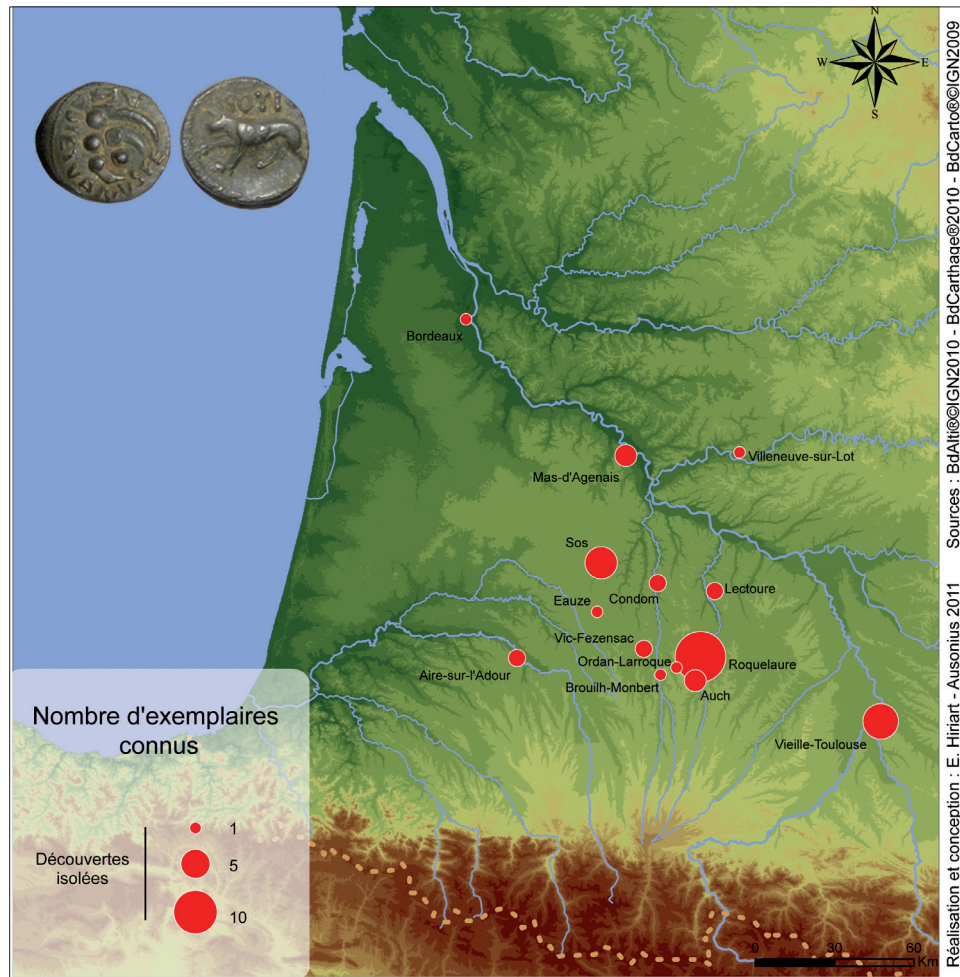 N
W
E
S
SOTI
Bordeaux
Villeneuve-sur-Lot
Mas-d'Agenais
Sos
Condom
Lectoure
Eauze
Vic-Fezensac
Ordan-Larroque
Roquelaure
Aire-sur-l'Adour
Brouilh-Monbert
Auch
Vieille-Toulouse
Nombre d'exemplaires
connus
Découvertes
isolées
1
5
10
0 30 60
Km
Réalisation et conception : E. Hiriart - Ausonius 2011 Sources : BdAlti®©IGN2010 - BdCarthage®2010 - BdCarto®©IGN2009